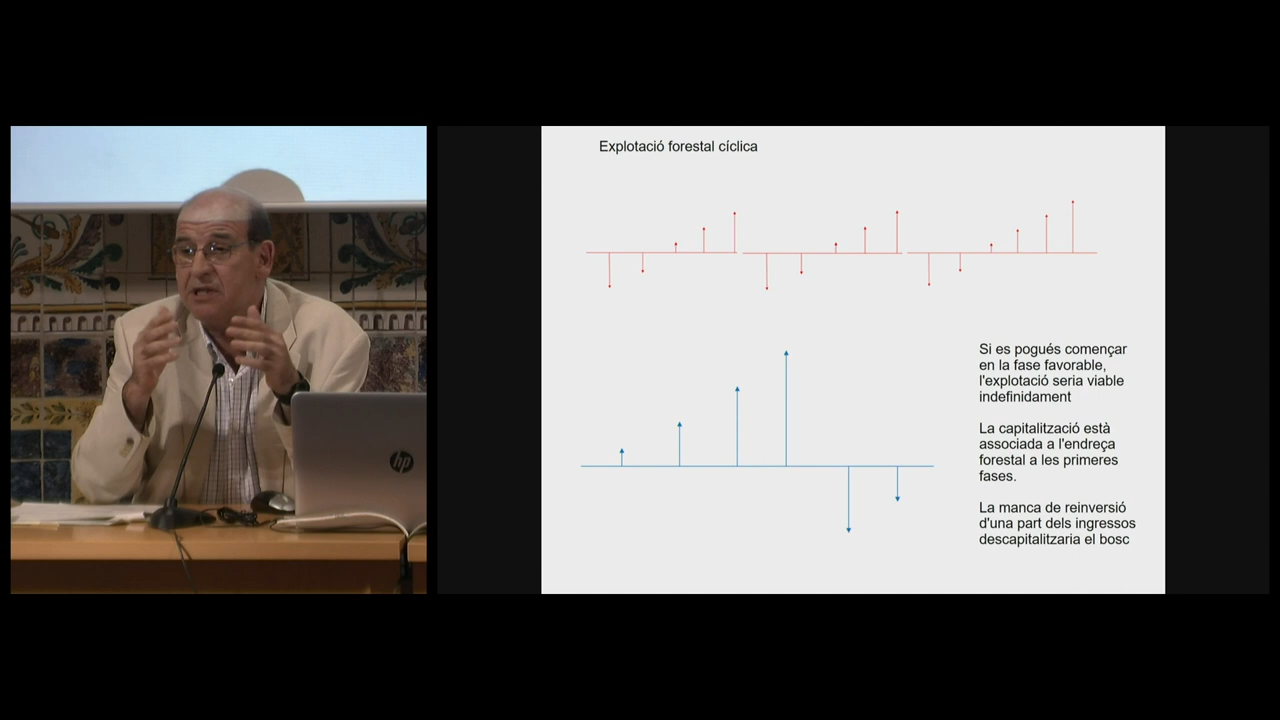 Explotació forestal cíclica
Si es pogués començar
en la fase favorable,
l'explotació seria viable
indefinidament
La capitalització està
associada a l'endreça
forestal a les primeres
fases.
La manca de reinversió
d'una part dels ingressos
descapitalitzaria el bosc
hp